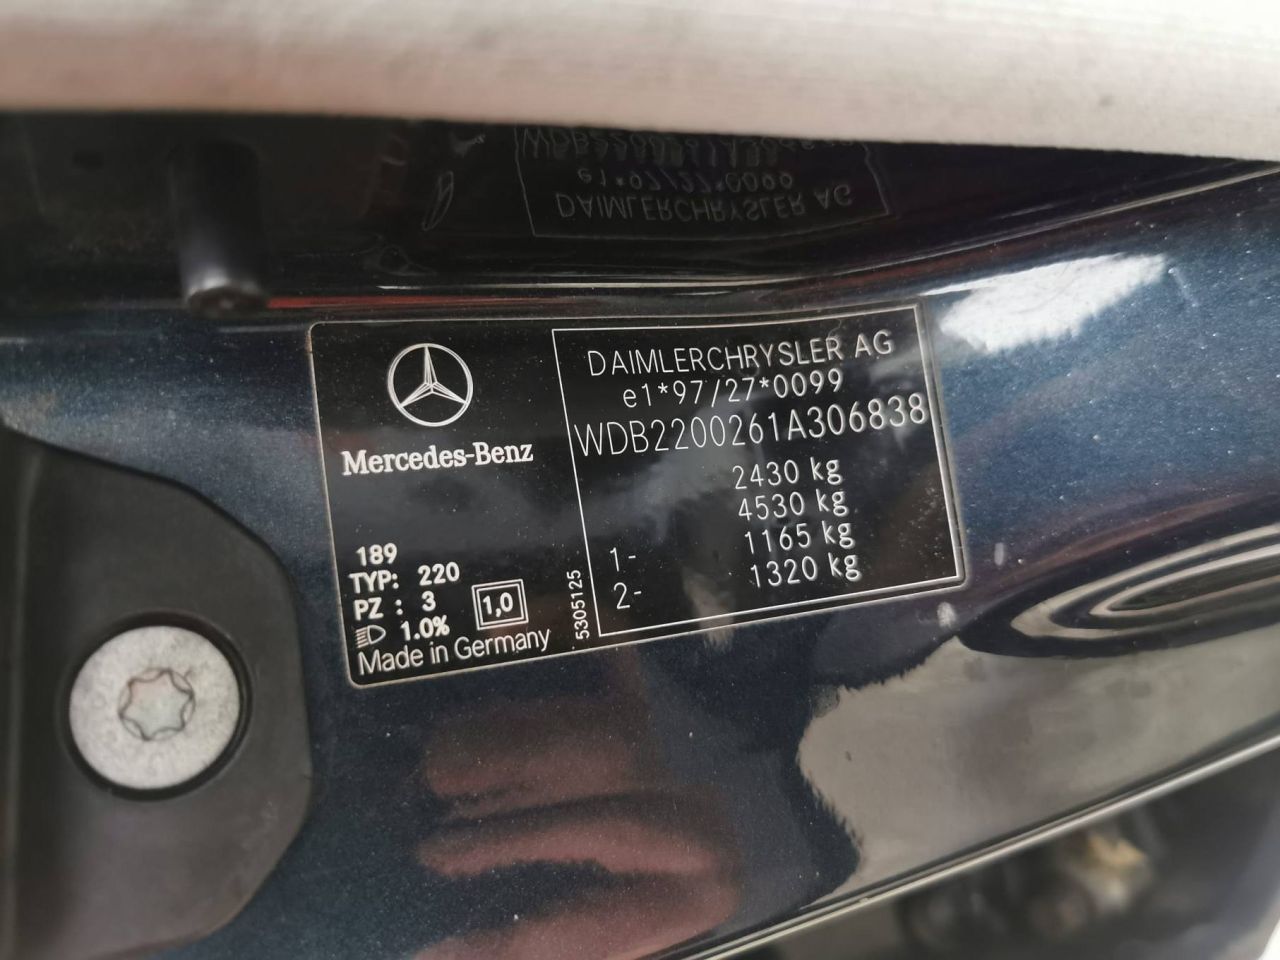 Mercedes-Benz
189
TYP: 220
PZ : 3
1.0%
1,0
Made in Germany
5305125
DAIMLERCHRYSLER AG
e1*97/27*0099
WDB2200261A306838
2430 kg
4530 kg
1- 1165 kg
2- 1320 kg